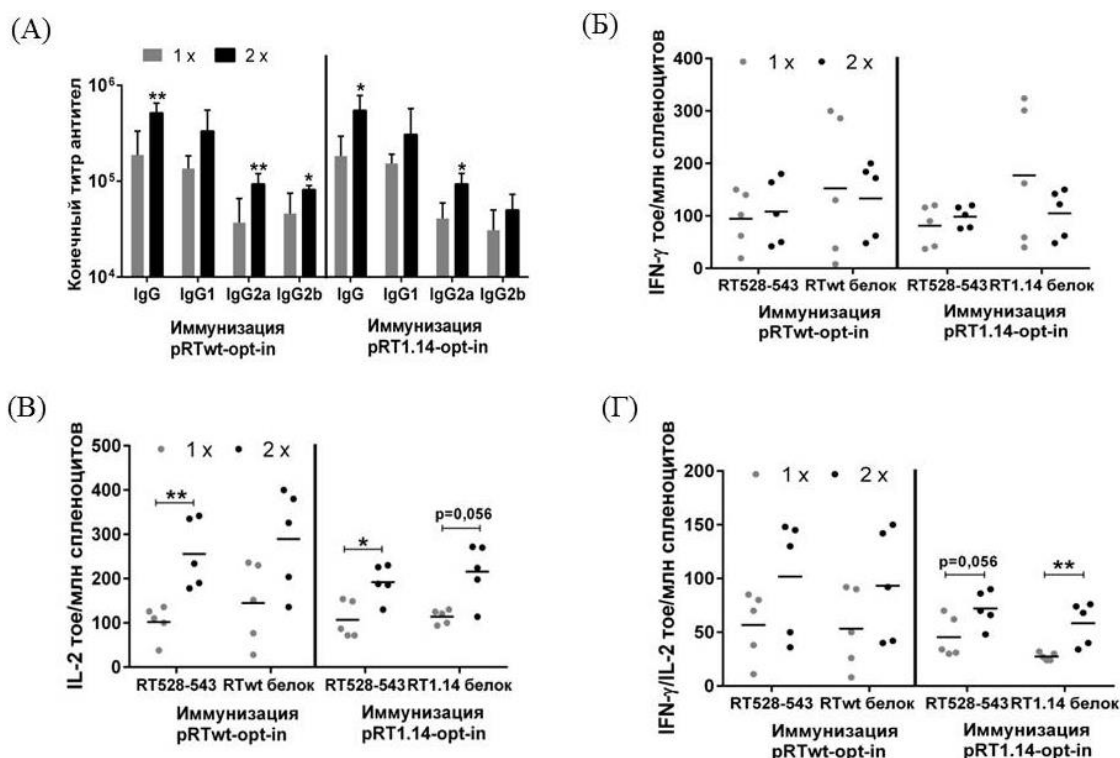 (А)
1 x 2 x
Конечный титр антител
10⁶
10⁵
10⁴
** ** * * *
IgG IgG1 IgG2a IgG2b IgG IgG1 IgG2a IgG2b
Иммунизация
pRTwt-opt-in
Иммунизация
pRT1.14-opt-in
(Б)
1 x 2 x
IFN-γ тое/млн спленоцитов
400
300
200
100
0
RT528-543 RTwt белок RT528-543 RT1.14 белок
Иммунизация
pRTwt-opt-in
Иммунизация
pRT1.14-opt-in
(В)
1 x 2 x
IL-2 тое/млн спленоцитов
500
400
300
200
100
0
** * p=0,056
RT528-543 RTwt белок RT528-543 RT1.14 белок
Иммунизация
pRTwt-opt-in
Иммунизация
pRT1.14-opt-in
(Г)
1 x 2 x
IFN-γ/IL-2 тое/млн спленоцитов
200
150
100
50
0
p=0,056 **
RT528-543 RTwt белок RT528-543 RT1.14 белок
Иммунизация
pRTwt-opt-in
Иммунизация
pRT1.14-opt-in